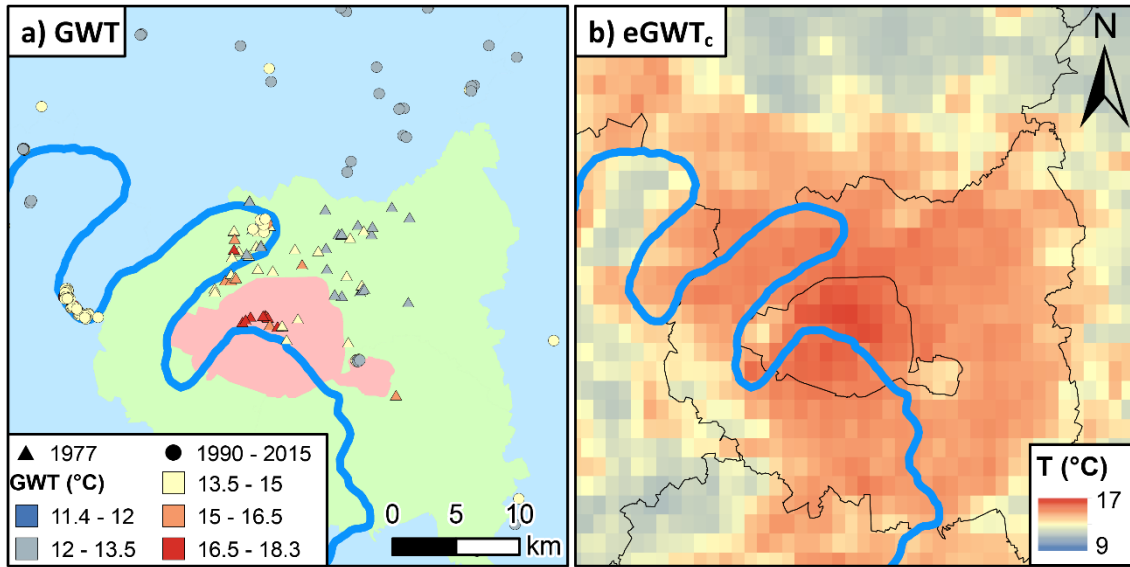 a) GWT
1977
1990 - 2015
GWT (°C)
13.5 - 15
11.4 - 12
15 - 16.5
12 - 13.5
16.5 - 18.3
0 5 10
km
b) eGWTc
N
T (°C)
17
9